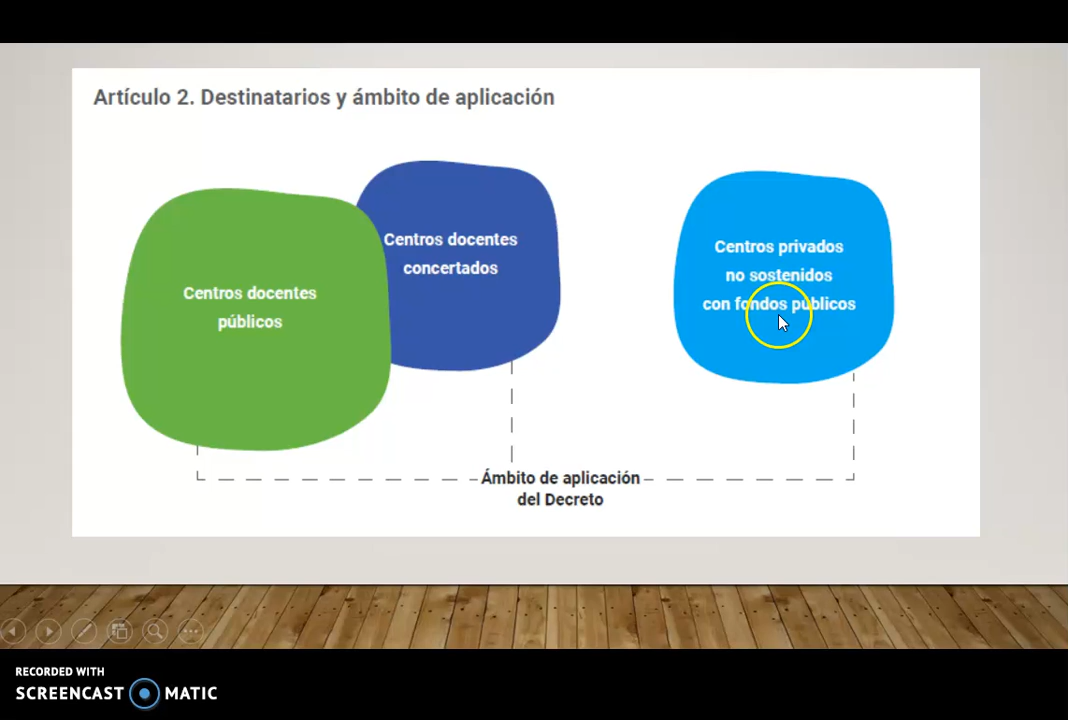 Artículo 2. Destinatarios y ámbito de aplicación
Centros docentes
públicos
Centros docentes
concertados
Centros privados
no sostenidos
con fondos públicos
Ámbito de aplicación
del Decreto
RECORDED WITH
SCREENCAST MATIC